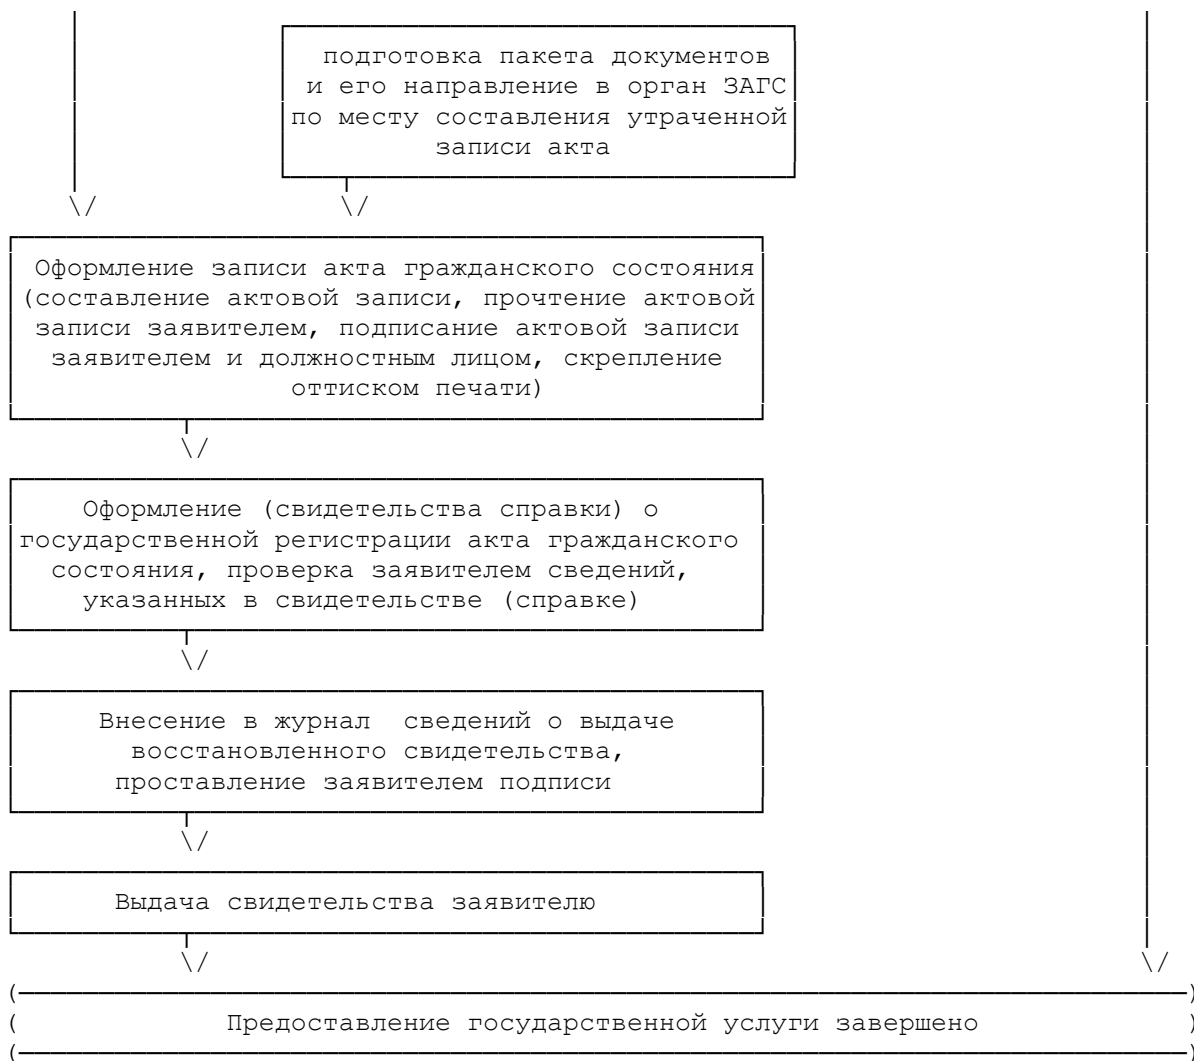 подготовка пакета документов
и его направление в орган ЗАГС
по месту составления утраченной
записи акта
Оформление записи акта гражданского состояния
(составление актовой записи, прочтение актовой
записи заявителем, подписание актовой записи
заявителем и должностным лицом, скрепление
оттиском печати)
Оформление (свидетельства справки) о
государственной регистрации акта гражданского
состояния, проверка заявителем сведений,
указанных в свидетельстве (справке)
Внесение в журнал  сведений о выдаче
восстановленного свидетельства,
проставление заявителем подписи
Выдача свидетельства заявителю
Предоставление государственной услуги завершено